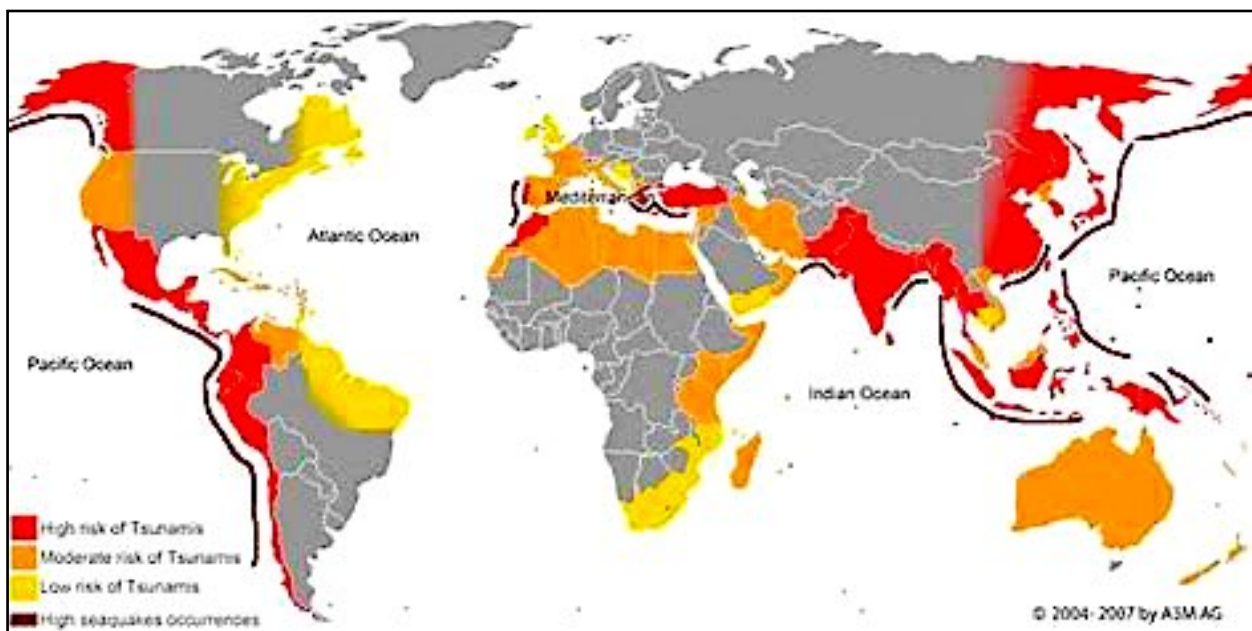 Mediterran
Atlantic Ocean
Pacific Ocean
Pacific Ocean
Indian Ocean
High risk of Tsunamis
Moderate risk of Tsunamis
Low risk of Tsunamis
High seaquakes occurrences
© 2004-2007 by ASM AG